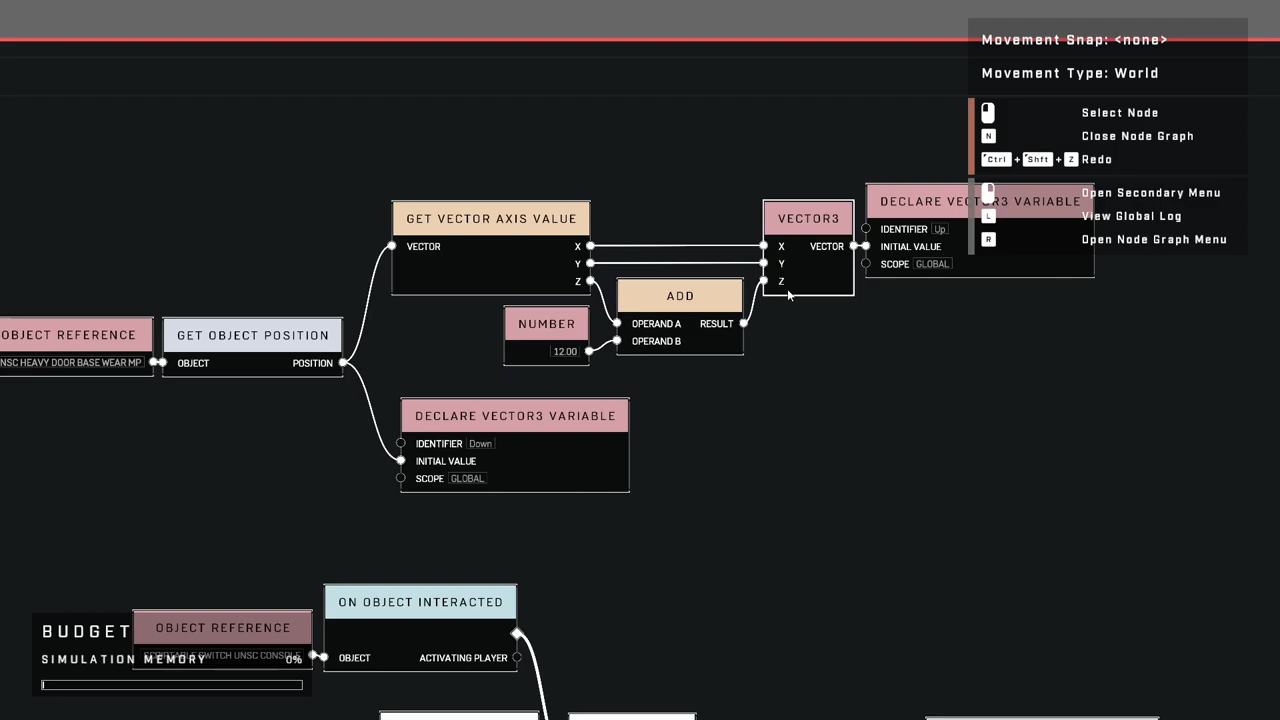 Movement Snap: <none>
Movement Type: World
Select Node
N Close Node Graph
Ctrl + Shft + Z Redo
Open Secondary Menu
L View Global Log
R Open Node Graph Menu
DECLARE VECTOR3 VARIABLE
IDENTIFIER Up
INITIAL VALUE
SCOPE GLOBAL
GET VECTOR AXIS VALUE
VECTOR X
Y
Z
VECTOR3
X VECTOR
Y
Z
ADD
OPERAND A RESULT
OPERAND B
NUMBER
12.00
OBJECT REFERENCE
UNSC HEAVY DOOR BASE WEAR MP
GET OBJECT POSITION
OBJECT POSITION
DECLARE VECTOR3 VARIABLE
IDENTIFIER Down
INITIAL VALUE
SCOPE GLOBAL
ON OBJECT INTERACTED
OBJECT ACTIVATING PLAYER
OBJECT REFERENCE
SCRIPTABLE SWITCH UNSC CONSOLE
BUDGET
SIMULATION MEMORY 0%